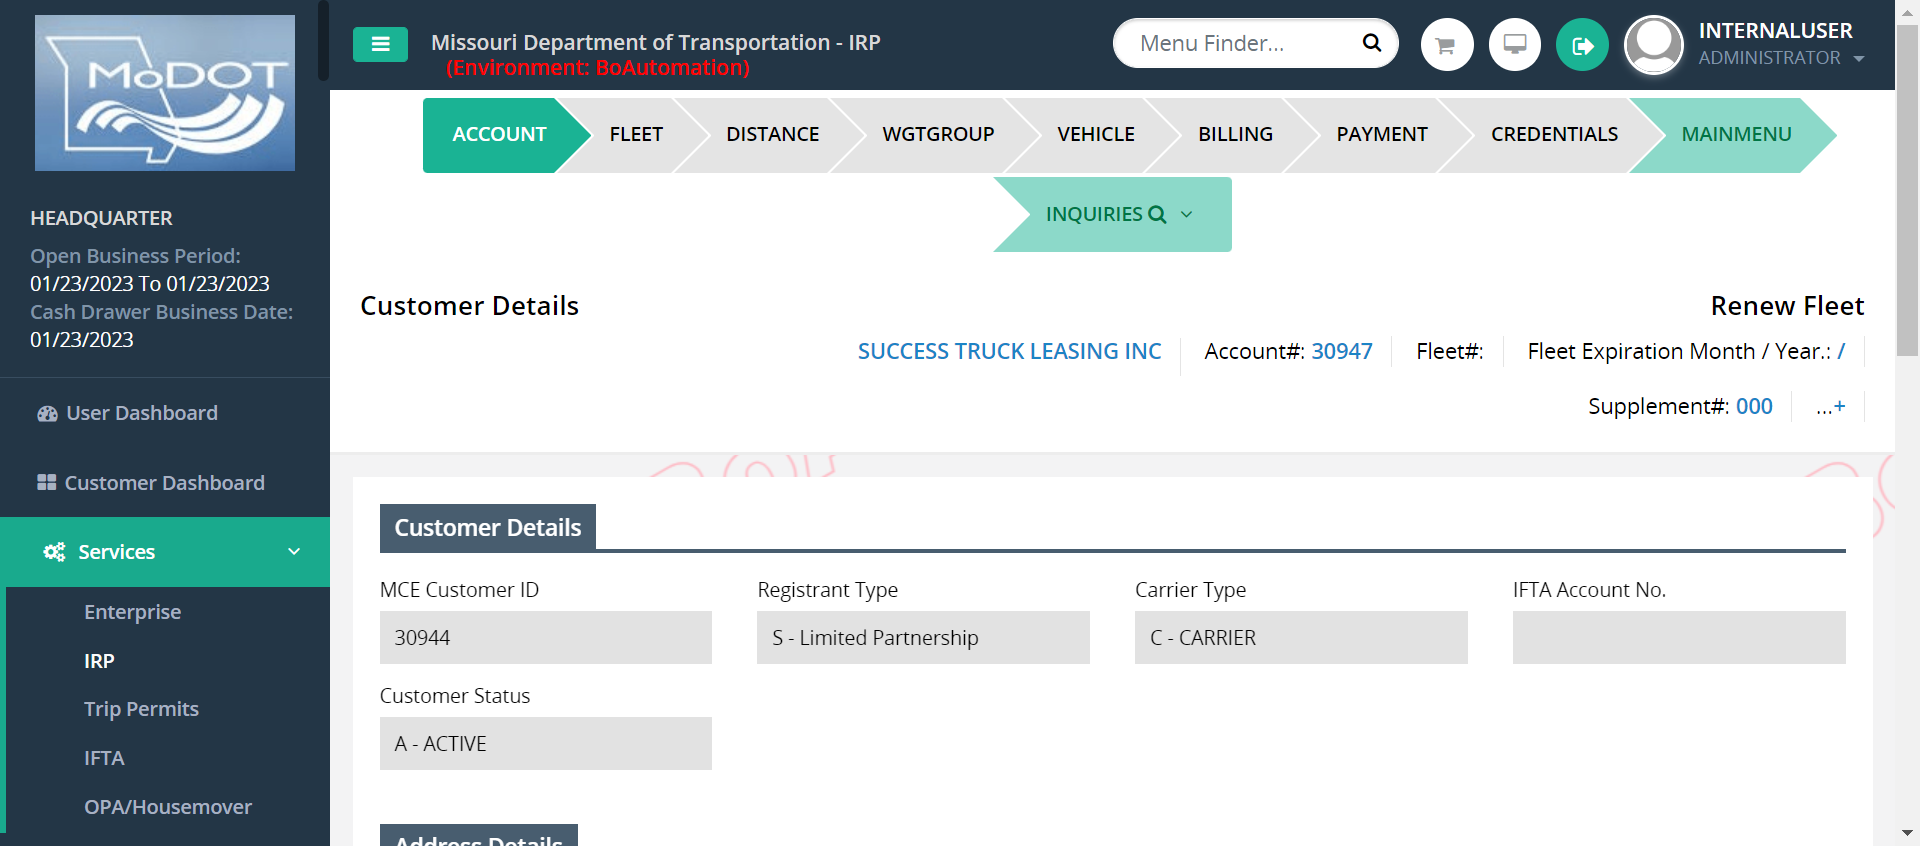 MoDOT
HEADQUARTER
Open Business Period:
01/23/2023 To 01/23/2023
Cash Drawer Business Date:
01/23/2023
User Dashboard
Customer Dashboard
Services
Enterprise
IRP
Trip Permits
IFTA
OPA/Housemover
Missouri Department of Transportation - IRP
(Environment: BoAutomation)
Menu Finder...
INTERNALUSER
ADMINISTRATOR
ACCOUNT FLEET DISTANCE WGTGROUP VEHICLE BILLING PAYMENT CREDENTIALS MAINMENU
INQUIRIES
Customer Details
Renew Fleet
SUCCESS TRUCK LEASING INC Account#: 30947 Fleet#: Fleet Expiration Month / Year.: /
Supplement#: 000 ...+
Customer Details
MCE Customer ID Registrant Type Carrier Type IFTA Account No.
30944 S - Limited Partnership C - CARRIER
Customer Status
A - ACTIVE
Address Details